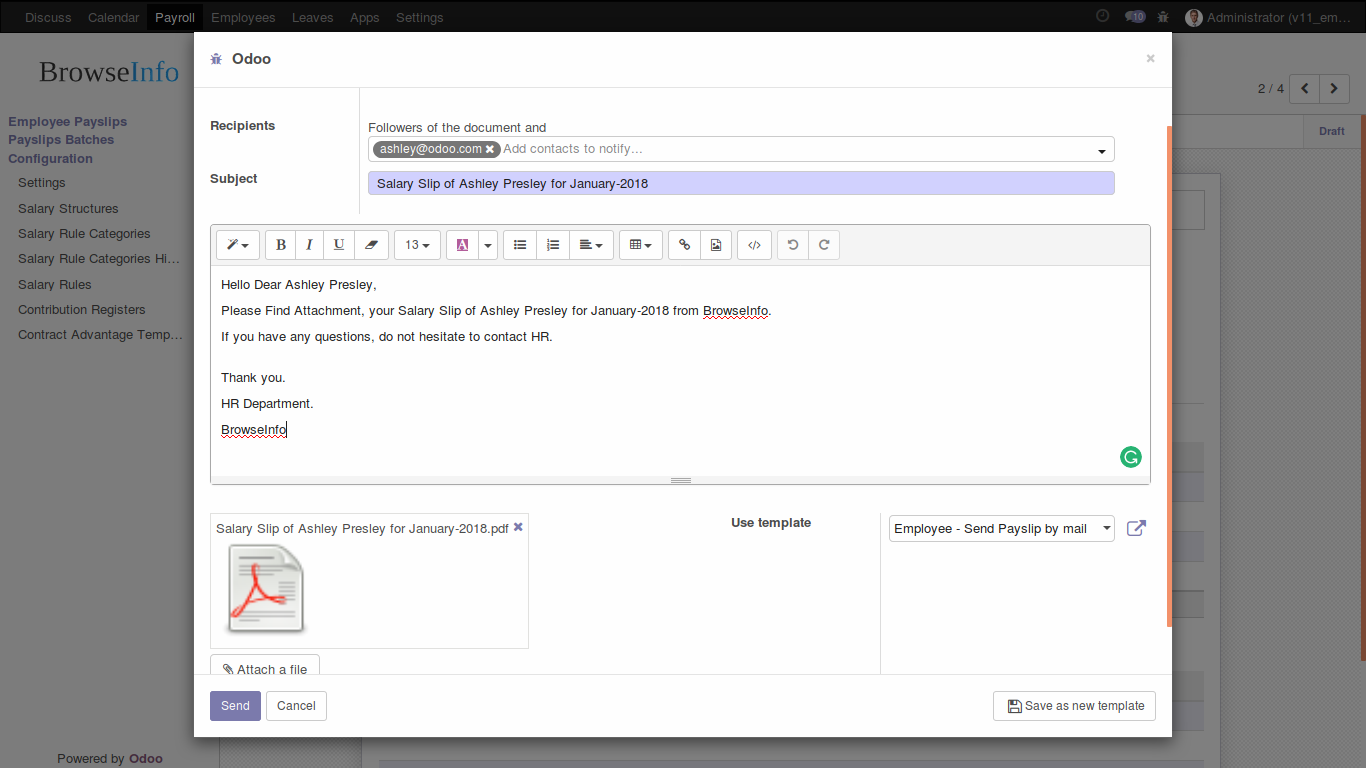 Discuss Calendar Payroll Employees Leaves Apps Settings 10 Administrator (v11_em...
BrowseInfo
Employee Payslips
Payslips Batches
Configuration
Settings
Salary Structures
Salary Rule Categories
Salary Rule Categories Hi...
Salary Rules
Contribution Registers
Contract Advantage Temp...
Powered by Odoo
2 / 4
Draft
Odoo ×
Recipients
Followers of the document and
ashley@odoo.com ✖ Add contacts to notify...
Subject
Salary Slip of Ashley Presley for January-2018
B I U 13 A </>
Hello Dear Ashley Presley,
Please Find Attachment, your Salary Slip of Ashley Presley for January-2018 from BrowseInfo.
If you have any questions, do not hesitate to contact HR.
Thank you.
HR Department.
BrowseInfo
Salary Slip of Ashley Presley for January-2018.pdf ✖
Use template
Employee - Send Payslip by mail
Attach a file
Send Cancel Save as new template